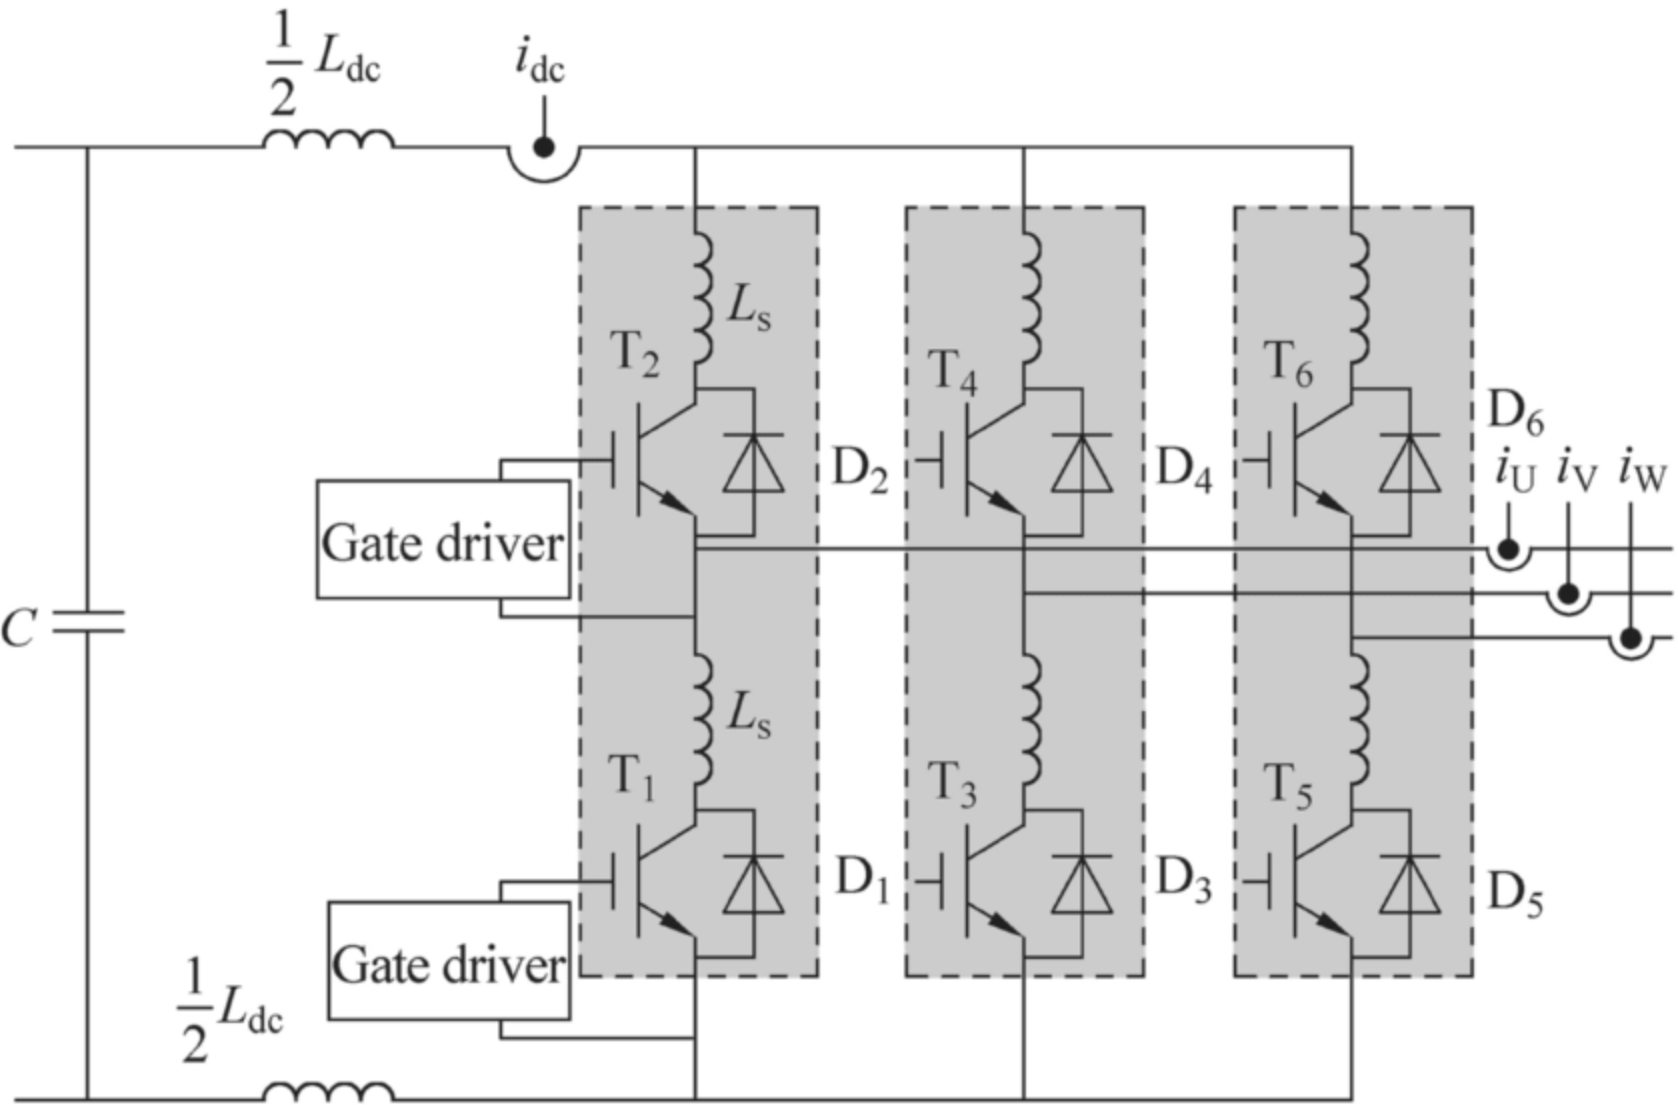 1/2 Ldc
idc
Ls
T2
T4
T6
D6
D2
D4
iU iV iW
Gate driver
C
Ls
T1
T3
T5
D1
D3
D5
Gate driver
1/2 Ldc